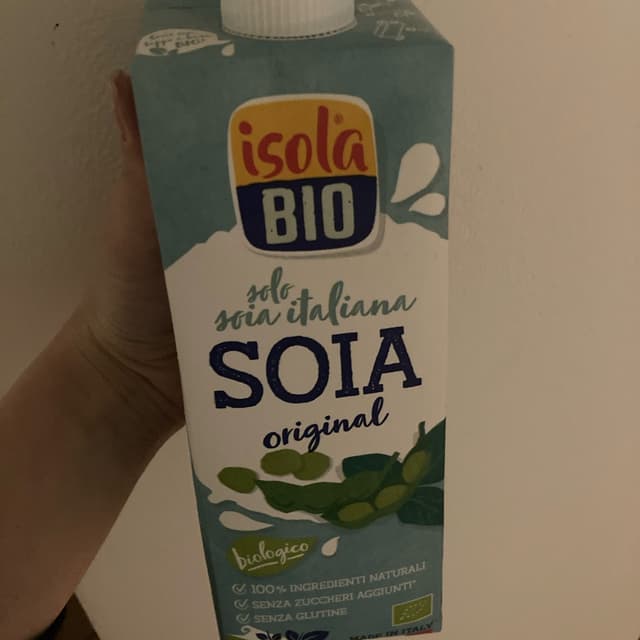 isola
BIO
solo
soia italiana
SOIA
original
biologico
100% INGREDIENTI NATURALI
SENZA ZUCCHERI AGGIUNTI*
SENZA GLUTINE
MADE IN ITALY